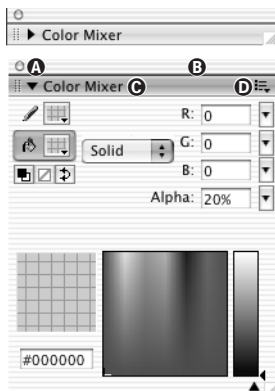 Color Mixer
A B
Color Mixer C D
R: 0
Solid G: 0
B: 0
Alpha: 20%
#000000